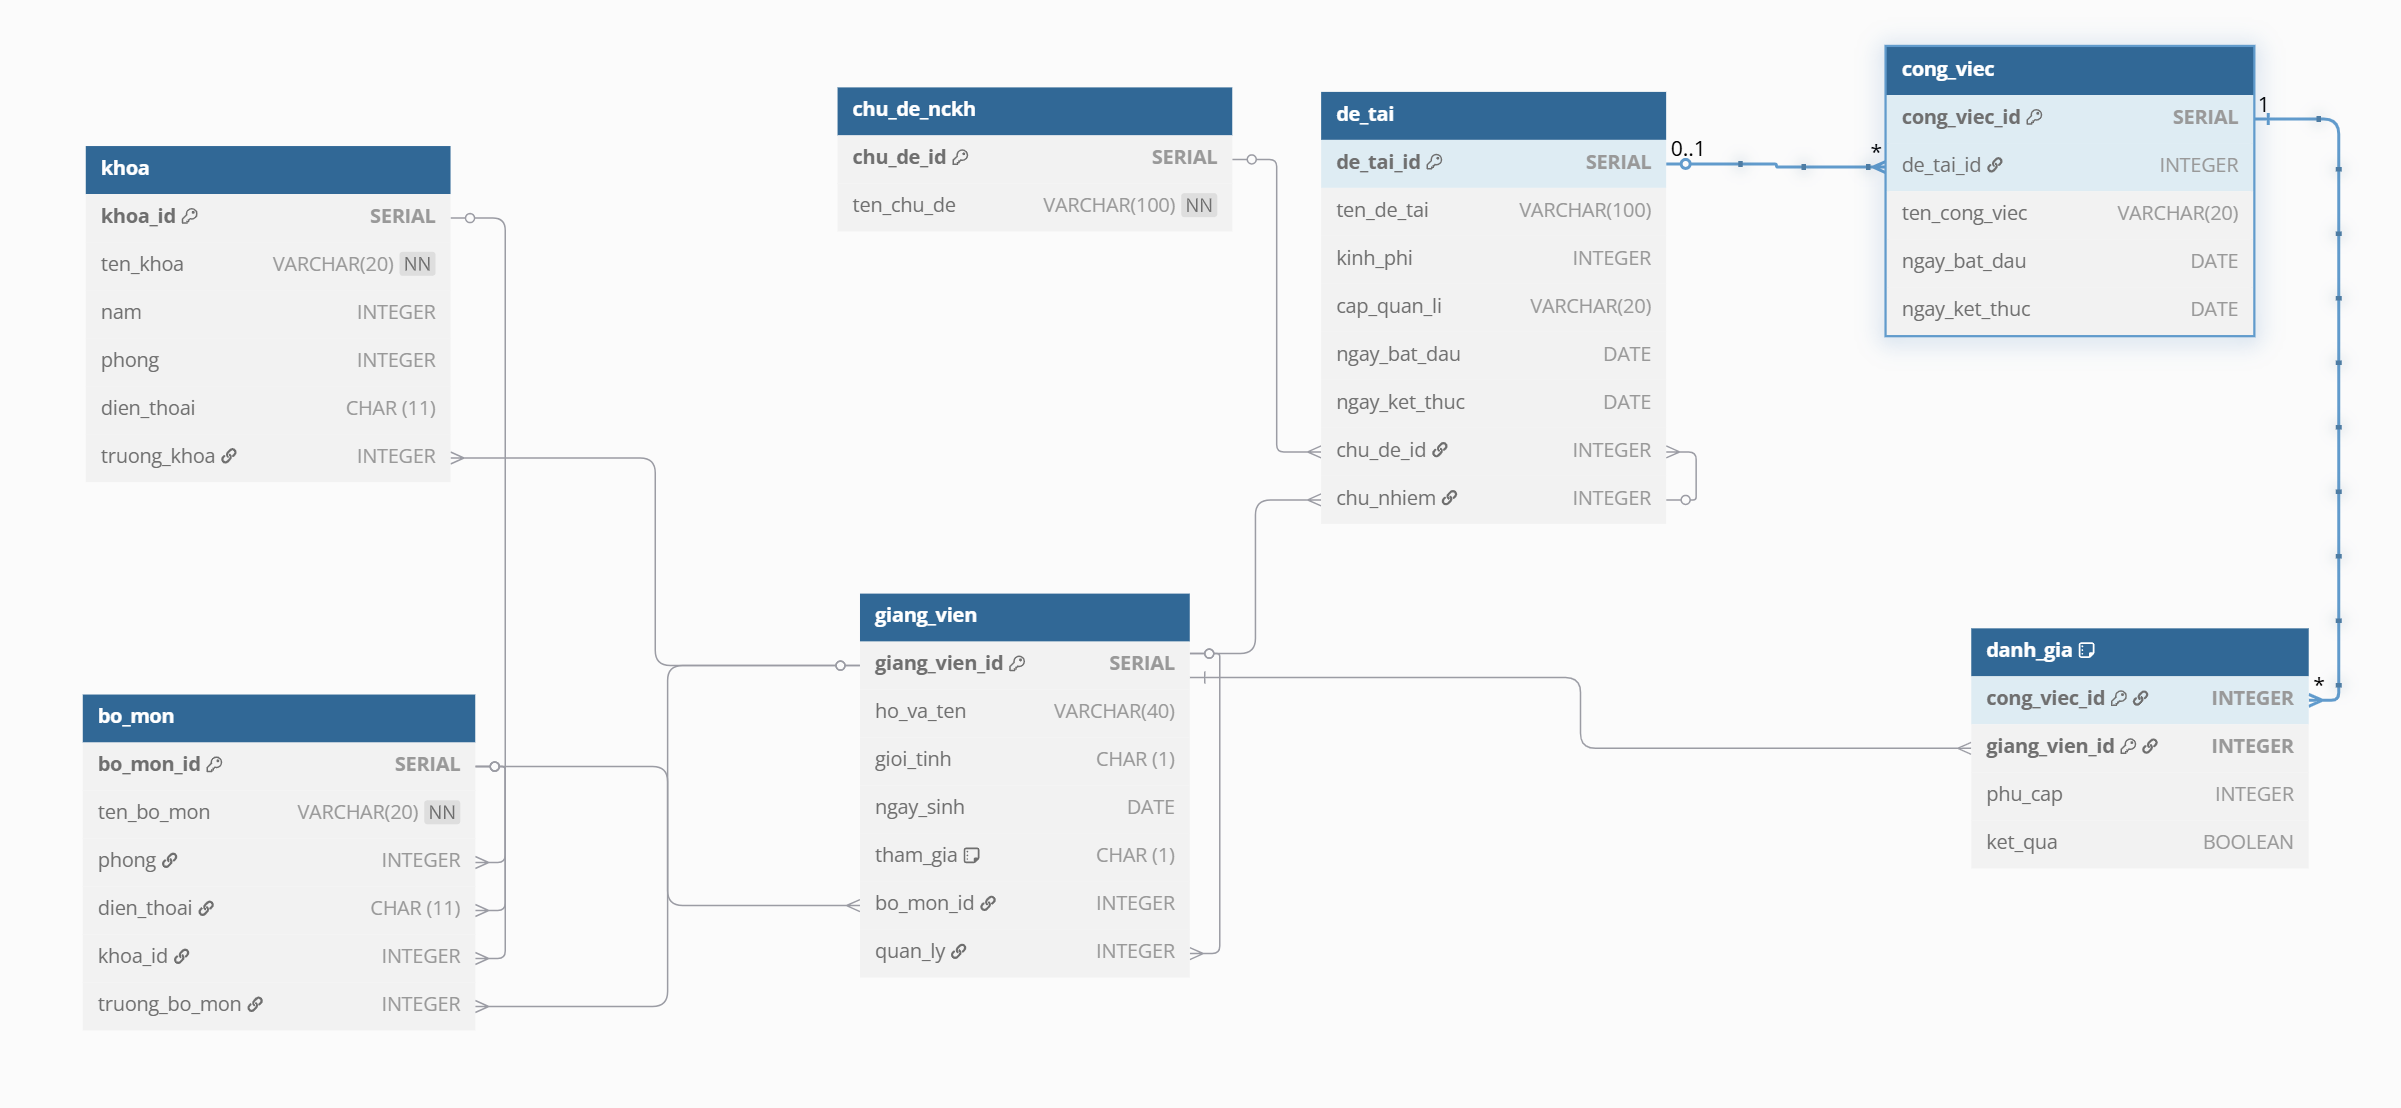 khoa
khoa_id SERIAL
ten_khoa VARCHAR(20) NN
nam INTEGER
phong INTEGER
dien_thoai CHAR (11)
truong_khoa INTEGER
bo_mon
bo_mon_id SERIAL
ten_bo_mon VARCHAR(20) NN
phong INTEGER
dien_thoai CHAR (11)
khoa_id INTEGER
truong_bo_mon INTEGER
chu_de_nckh
chu_de_id SERIAL
ten_chu_de VARCHAR(100) NN
giang_vien
giang_vien_id SERIAL
ho_va_ten VARCHAR(40)
gioi_tinh CHAR (1)
ngay_sinh DATE
tham_gia CHAR (1)
bo_mon_id INTEGER
quan_ly INTEGER
de_tai
de_tai_id SERIAL
ten_de_tai VARCHAR(100)
kinh_phi INTEGER
cap_quan_li VARCHAR(20)
ngay_bat_dau DATE
ngay_ket_thuc DATE
chu_de_id INTEGER
chu_nhiem INTEGER
0..1
*
cong_viec
cong_viec_id SERIAL
de_tai_id INTEGER
ten_cong_viec VARCHAR(20)
ngay_bat_dau DATE
ngay_ket_thuc DATE
1
*
danh_gia
cong_viec_id INTEGER
giang_vien_id INTEGER
phu_cap INTEGER
ket_qua BOOLEAN